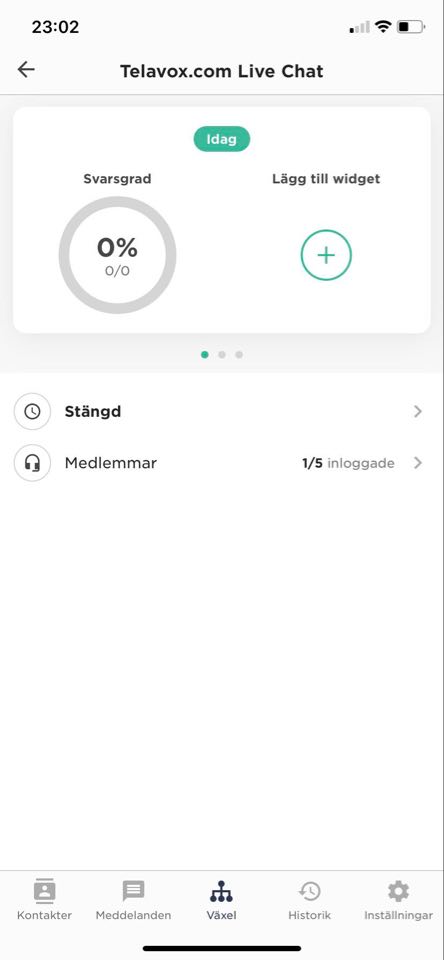 23:02
Telavox.com Live Chat
Idag
Svarsgrad
Lägg till widget
0%
0/0
Stängd
Medlemmar
1/5 inloggade
Kontakter
Meddelanden
Växel
Historik
Inställningar